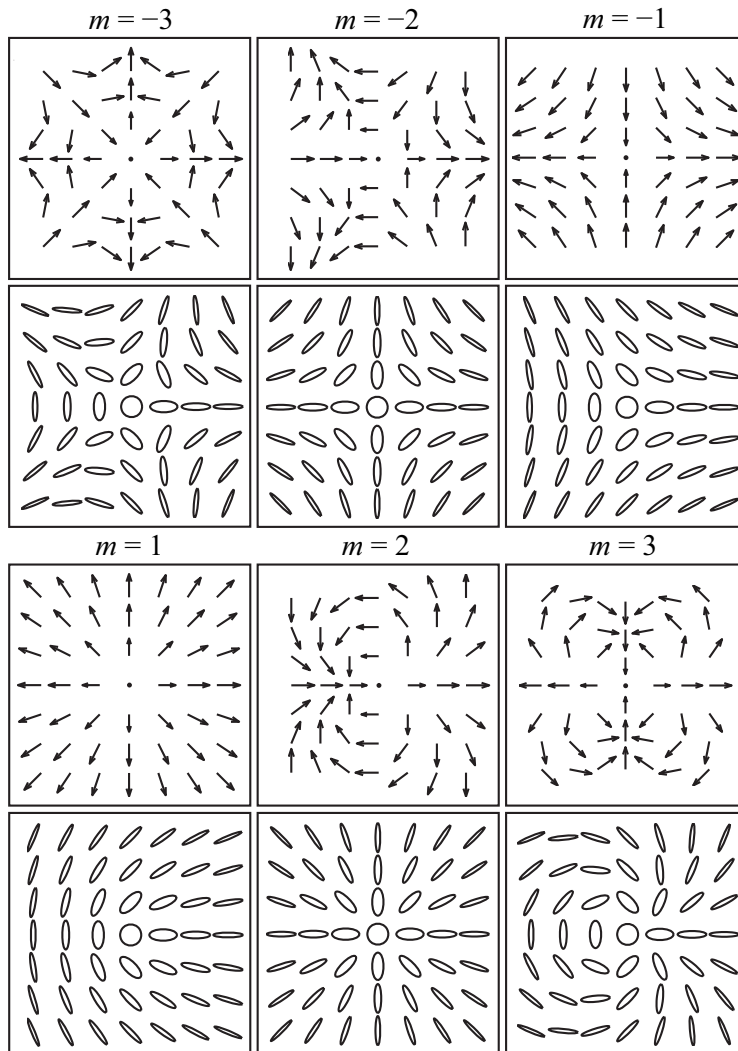 m = −3 m = −2 m = −1
m = 1 m = 2 m = 3